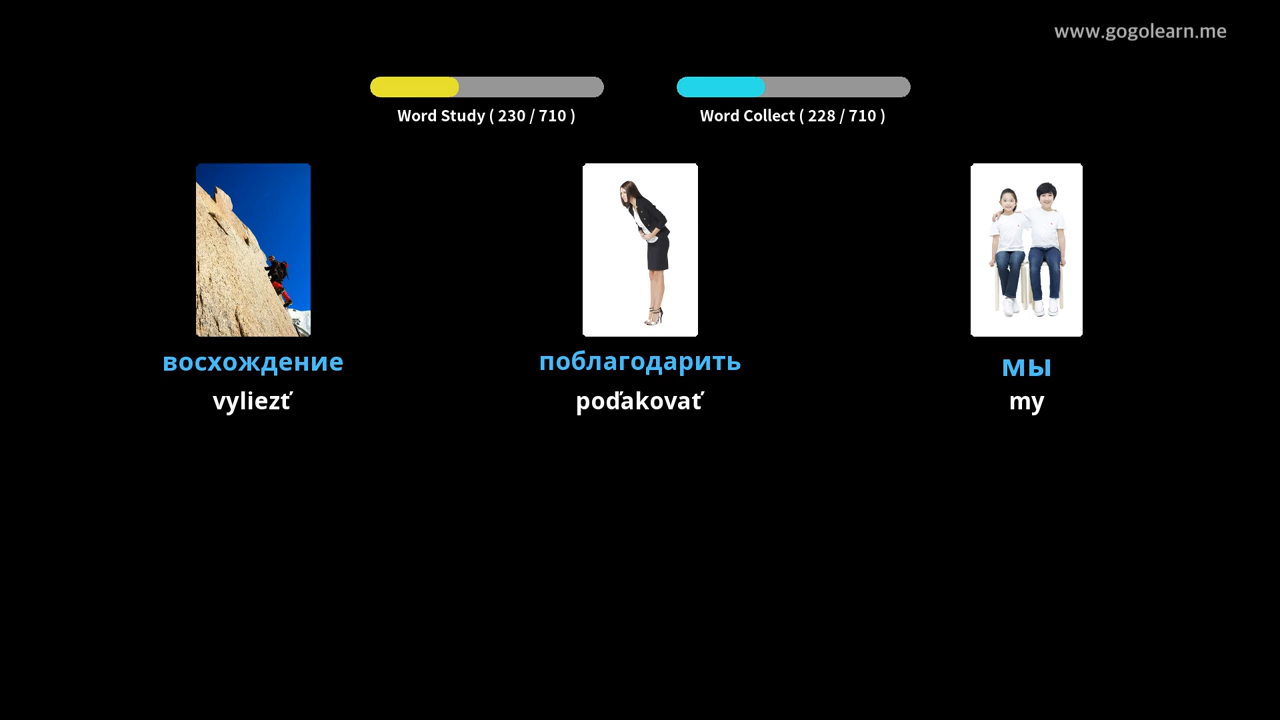 www.gogolearn.me
Word Study ( 230 / 710 )
Word Collect ( 228 / 710 )
восхождение
поблагодарить
мы
vyliezť
poďakovať
my